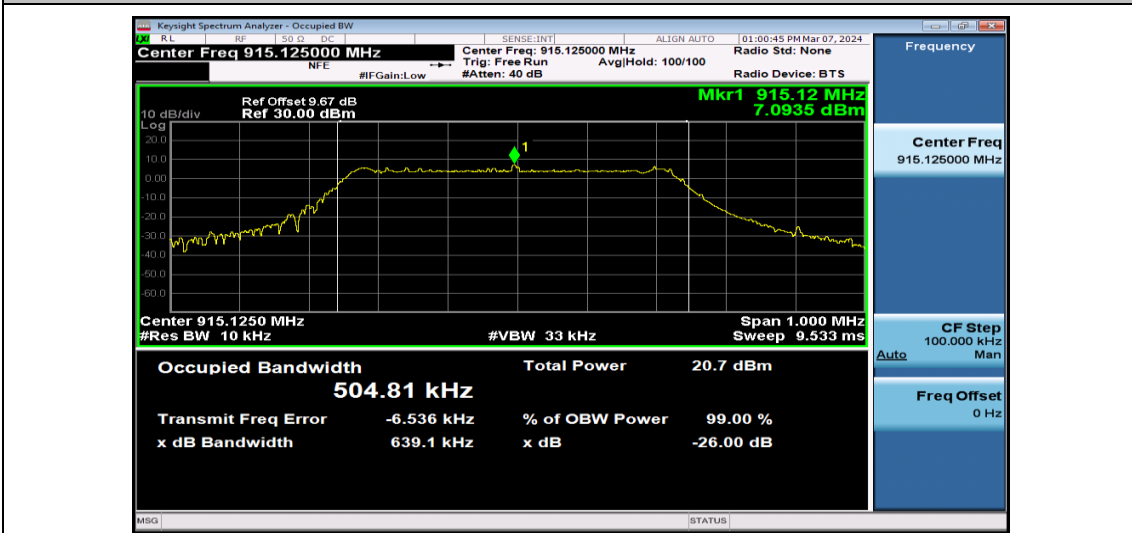 Keysight Spectrum Analyzer - Occupied BW
LXI RL RF 50 Ω DC SENSE:INT ALIGN AUTO 01:00:45 PM Mar 07, 2024
Center Freq 915.125000 MHz Center Freq: 915.125000 MHz Radio Std: None
NFE Trig: Free Run Avg|Hold: 100/100
#IFGain:Low #Atten: 40 dB Radio Device: BTS
Frequency
Mkr1 915.12 MHz
Ref Offset 9.67 dB
10 dB/div Ref 30.00 dBm 7.0935 dBm
Log
20.0
1
10.0
0.00
-10.0
-20.0
-30.0
-40.0
-50.0
-60.0
Center 915.1250 MHz Span 1.000 MHz
#Res BW 10 kHz #VBW 33 kHz Sweep 9.533 ms
Center Freq
915.125000 MHz
CF Step
100.000 kHz
Auto Man
Freq Offset
0 Hz
Occupied Bandwidth Total Power 20.7 dBm
504.81 kHz
Transmit Freq Error -6.536 kHz % of OBW Power 99.00 %
x dB Bandwidth 639.1 kHz x dB -26.00 dB
MSG STATUS